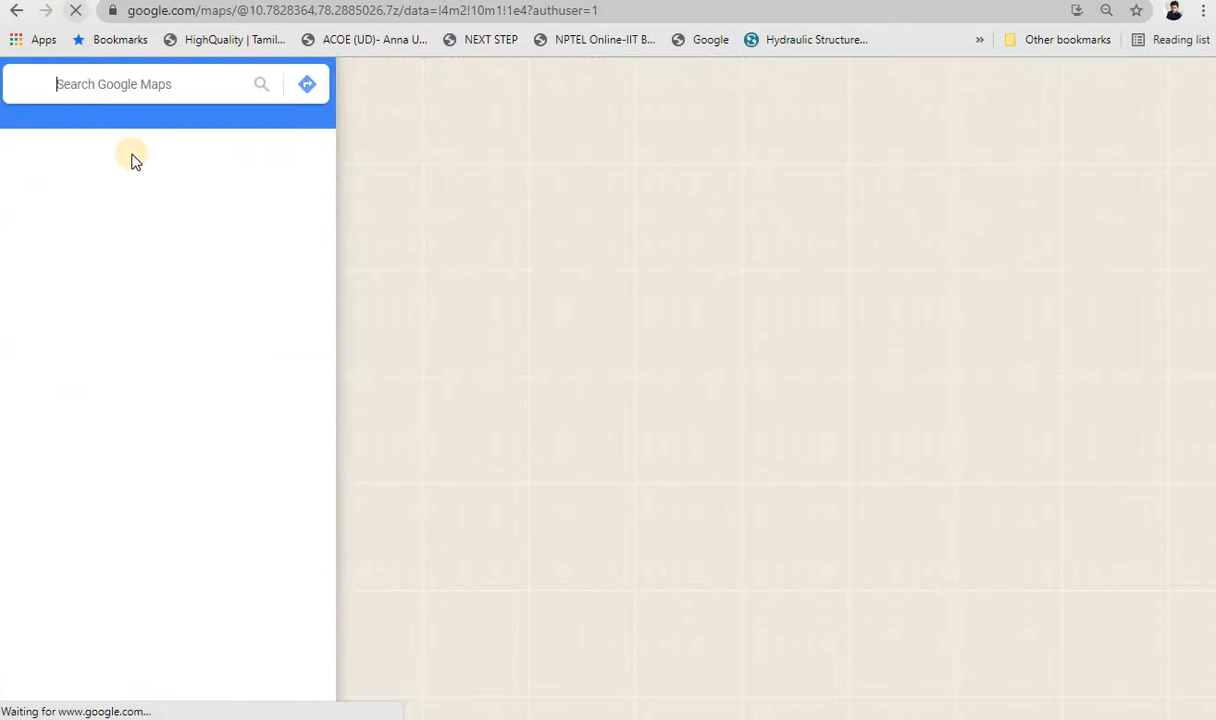 google.com/maps/@10.7828364,78.2885026,7z/data=!4m2!10m1!1e4?authuser=1
Apps Bookmarks HighQuality | Tamil... ACOE (UD)- Anna U... NEXT STEP NPTEL Online-IIT B... Google Hydraulic Structure... » Other bookmarks Reading list
Search Google Maps
Waiting for www.google.com...